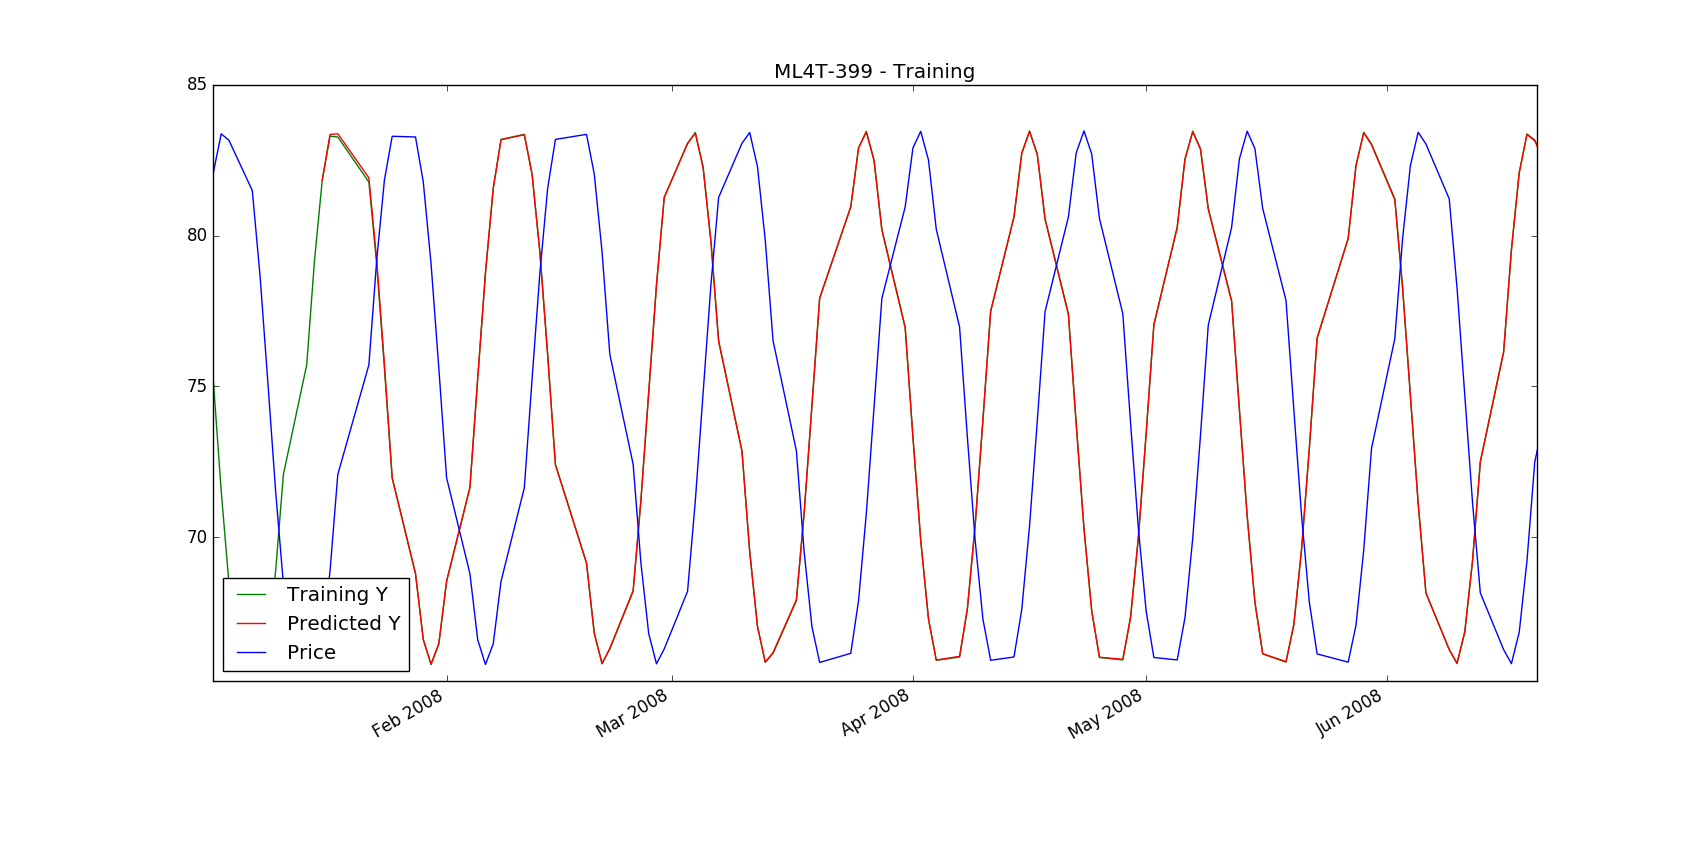 ML4T-399 - Training
85
80
75
70
Training Y
Predicted Y
Price
Feb 2008
Mar 2008
Apr 2008
May 2008
Jun 2008